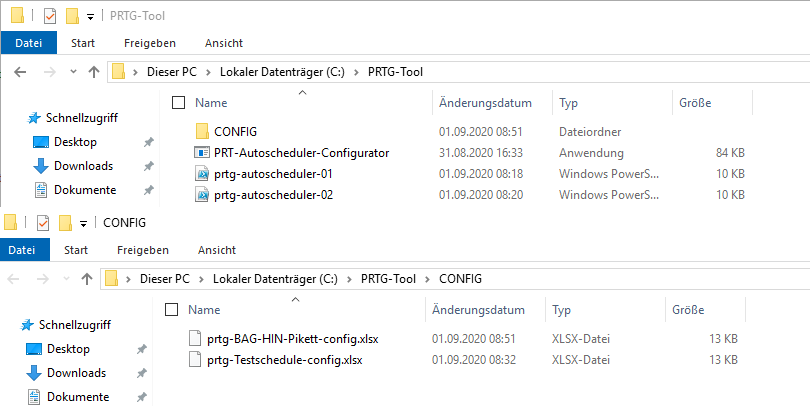 PRTG-Tool
Datei Start Freigeben Ansicht
Dieser PC Lokaler Datenträger (C:) PRTG-Tool
Name Änderungsdatum Typ Größe
Schnellzugriff
CONFIG 01.09.2020 08:51 Dateiordner
Desktop
PRT-Autoscheduler-Configurator 31.08.2020 16:33 Anwendung 84 KB
Downloads
prtg-autoscheduler-01 01.09.2020 08:18 Windows PowerS... 10 KB
Dokumente
prtg-autoscheduler-02 01.09.2020 08:20 Windows PowerS... 10 KB
CONFIG
Datei Start Freigeben Ansicht
Dieser PC Lokaler Datenträger (C:) PRTG-Tool CONFIG
Name Änderungsdatum Typ Größe
Schnellzugriff
prtg-BAG-HIN-Pikett-config.xlsx 01.09.2020 08:51 XLSX-Datei 13 KB
Desktop
prtg-Testschedule-config.xlsx 01.09.2020 08:32 XLSX-Datei 13 KB
Downloads
Dokumente